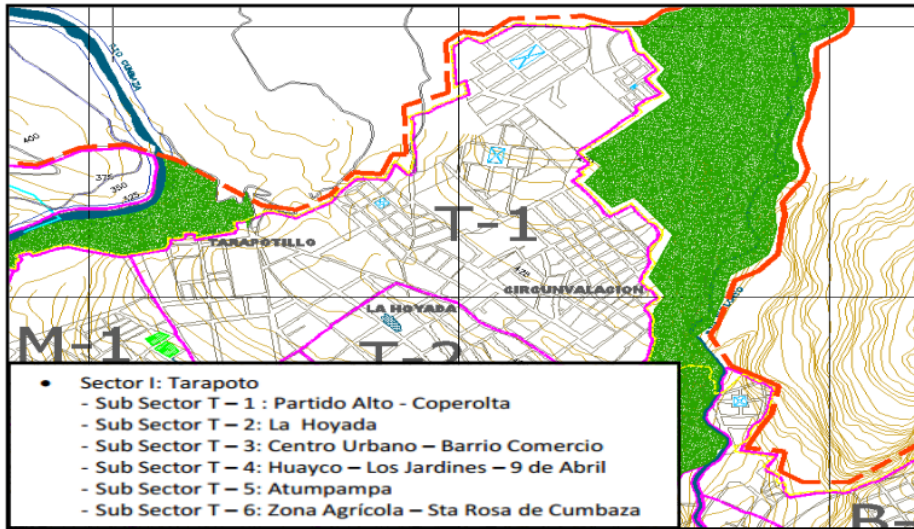 RIO CUMBAZA
400
375
350
325
TARAPOTILLO
T-1
425
CIRCUNVALACION
LA HOYADA
M-1
T-2
• Sector I: Tarapoto
- Sub Sector T – 1 : Partido Alto - Coperolta
- Sub Sector T – 2: La Hoyada
- Sub Sector T – 3: Centro Urbano – Barrio Comercio
- Sub Sector T – 4: Huayco – Los Jardines – 9 de Abril
- Sub Sector T – 5: Atumpampa
- Sub Sector T – 6: Zona Agrícola – Sta Rosa de Cumbaza
B-